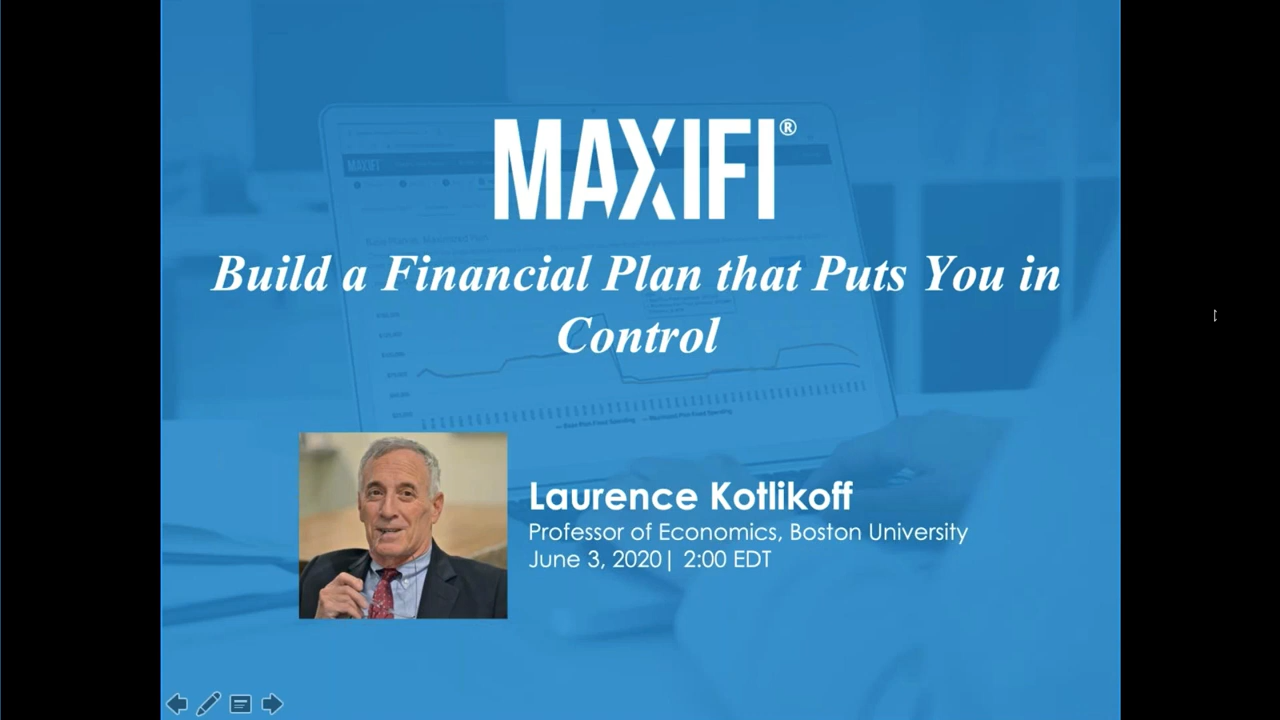 MAXIFI®
Build a Financial Plan that Puts You in
Control
Laurence Kotlikoff
Professor of Economics, Boston University
June 3, 2020| 2:00 EDT